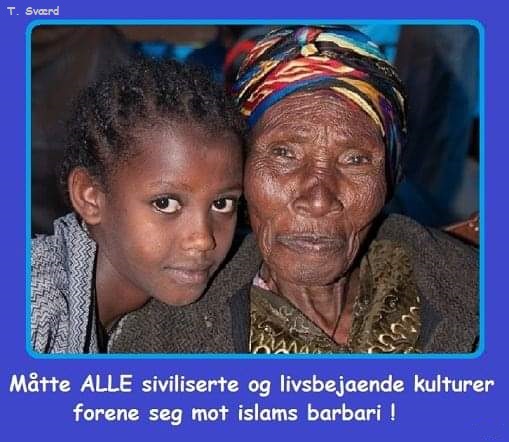 T. Sværd
Måtte ALLE siviliserte og livsbejaende kulturer
forene seg mot islams barbari !